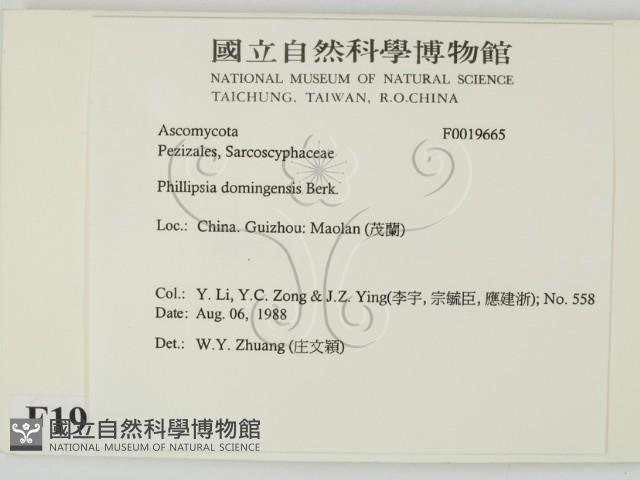 國立自然科學博物館
NATIONAL MUSEUM OF NATURAL SCIENCE
TAICHUNG, TAIWAN, R.O.CHINA
Ascomycota F0019665
Pezizales, Sarcoscyphaceae
Phillipsia domingensis Berk.
Loc.: China. Guizhou: Maolan (茂蘭)
Col.: Y. Li, Y.C. Zong & J.Z. Ying(李宇, 宗毓臣, 應建浙); No. 558
Date: Aug. 06, 1988
Det.: W.Y. Zhuang (庄文穎)
F19
國立自然科學博物館
NATIONAL MUSEUM OF NATURAL SCIENCE